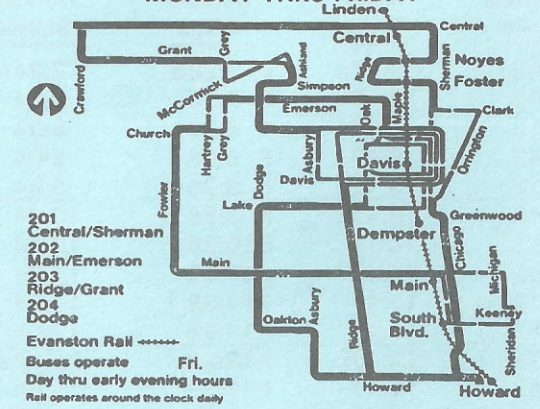 MONDAY THRU FRIDAY
Linden
Central
Central
Grant
Grey
Ashland
Ridge
Sherman
Noyes
Foster
Crawford
McCormick
Simpson
Emerson
Oak
Maple
Clark
Church
Hartrey
Grey
Asbury
Orrington
Davis
Davis
Dodge
Fowler
Lake
Greenwood
201
Central/Sherman
202
Main/Emerson
203
Ridge/Grant
204
Dodge
Dempster
Chicago
Michigan
Main
Main
Oakton
Asbury
Ridge
South
Blvd.
Keeney
Sheridan
Evanston Rail
Buses operate Fri.
Day thru early evening hours
Rail operates around the clock daily
Howard
Howard